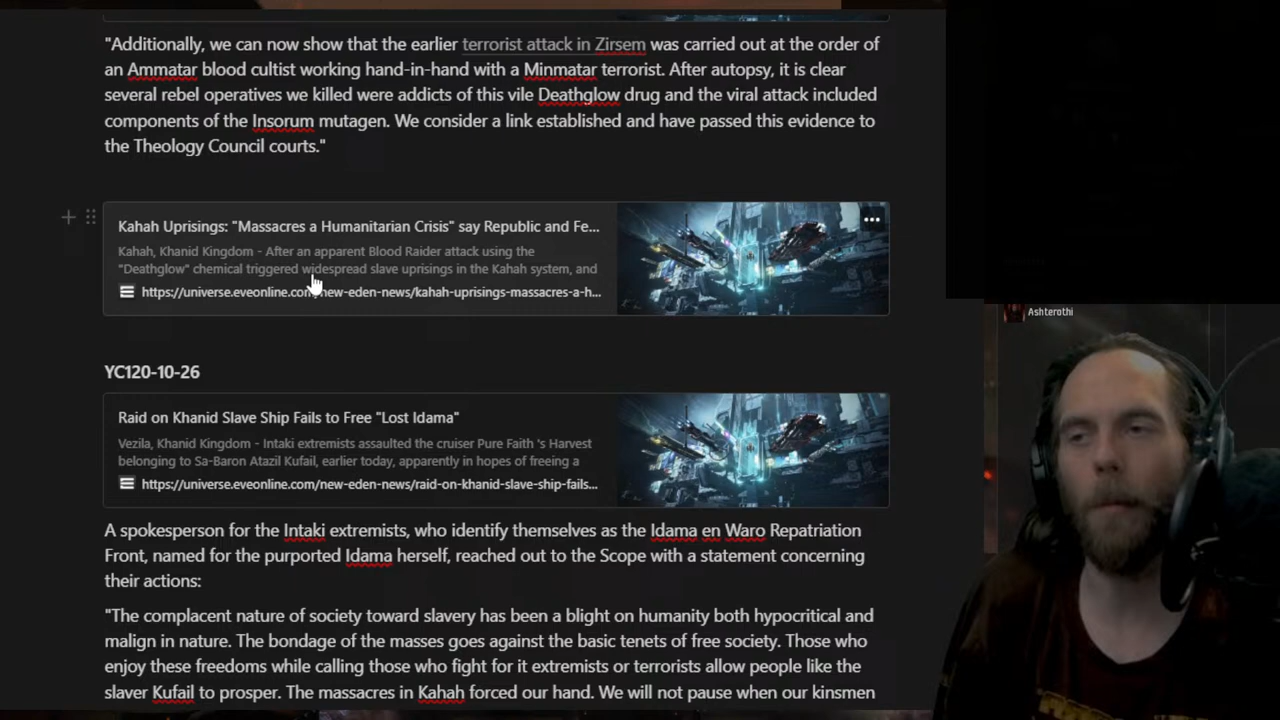 "Additionally, we can now show that the earlier terrorist attack in Zirsem was carried out at the order of
an Ammatar blood cultist working hand-in-hand with a Minmatar terrorist. After autopsy, it is clear
several rebel operatives we killed were addicts of this vile Deathglow drug and the viral attack included
components of the Insorum mutagen. We consider a link established and have passed this evidence to
the Theology Council courts."
Kahah Uprisings: "Massacres a Humanitarian Crisis" say Republic and Fe...
Kahah, Khanid Kingdom - After an apparent Blood Raider attack using the
"Deathglow" chemical triggered widespread slave uprisings in the Kahah system, and
https://universe.eveonline.com/new-eden-news/kahah-uprisings-massacres-a-h...
YC120-10-26
Raid on Khanid Slave Ship Fails to Free "Lost Idama"
Vezila, Khanid Kingdom - Intaki extremists assaulted the cruiser Pure Faith 's Harvest
belonging to Sa-Baron Atazil Kufail, earlier today, apparently in hopes of freeing a
https://universe.eveonline.com/new-eden-news/raid-on-khanid-slave-ship-fails...
A spokesperson for the Intaki extremists, who identify themselves as the Idama en Waro Repatriation
Front, named for the purported Idama herself, reached out to the Scope with a statement concerning
their actions:
"The complacent nature of society toward slavery has been a blight on humanity both hypocritical and
malign in nature. The bondage of the masses goes against the basic tenets of free society. Those who
enjoy these freedoms while calling those who fight for it extremists or terrorists allow people like the
slaver Kufail to prosper. The massacres in Kahah forced our hand. We will not pause when our kinsmen
Ashterothi